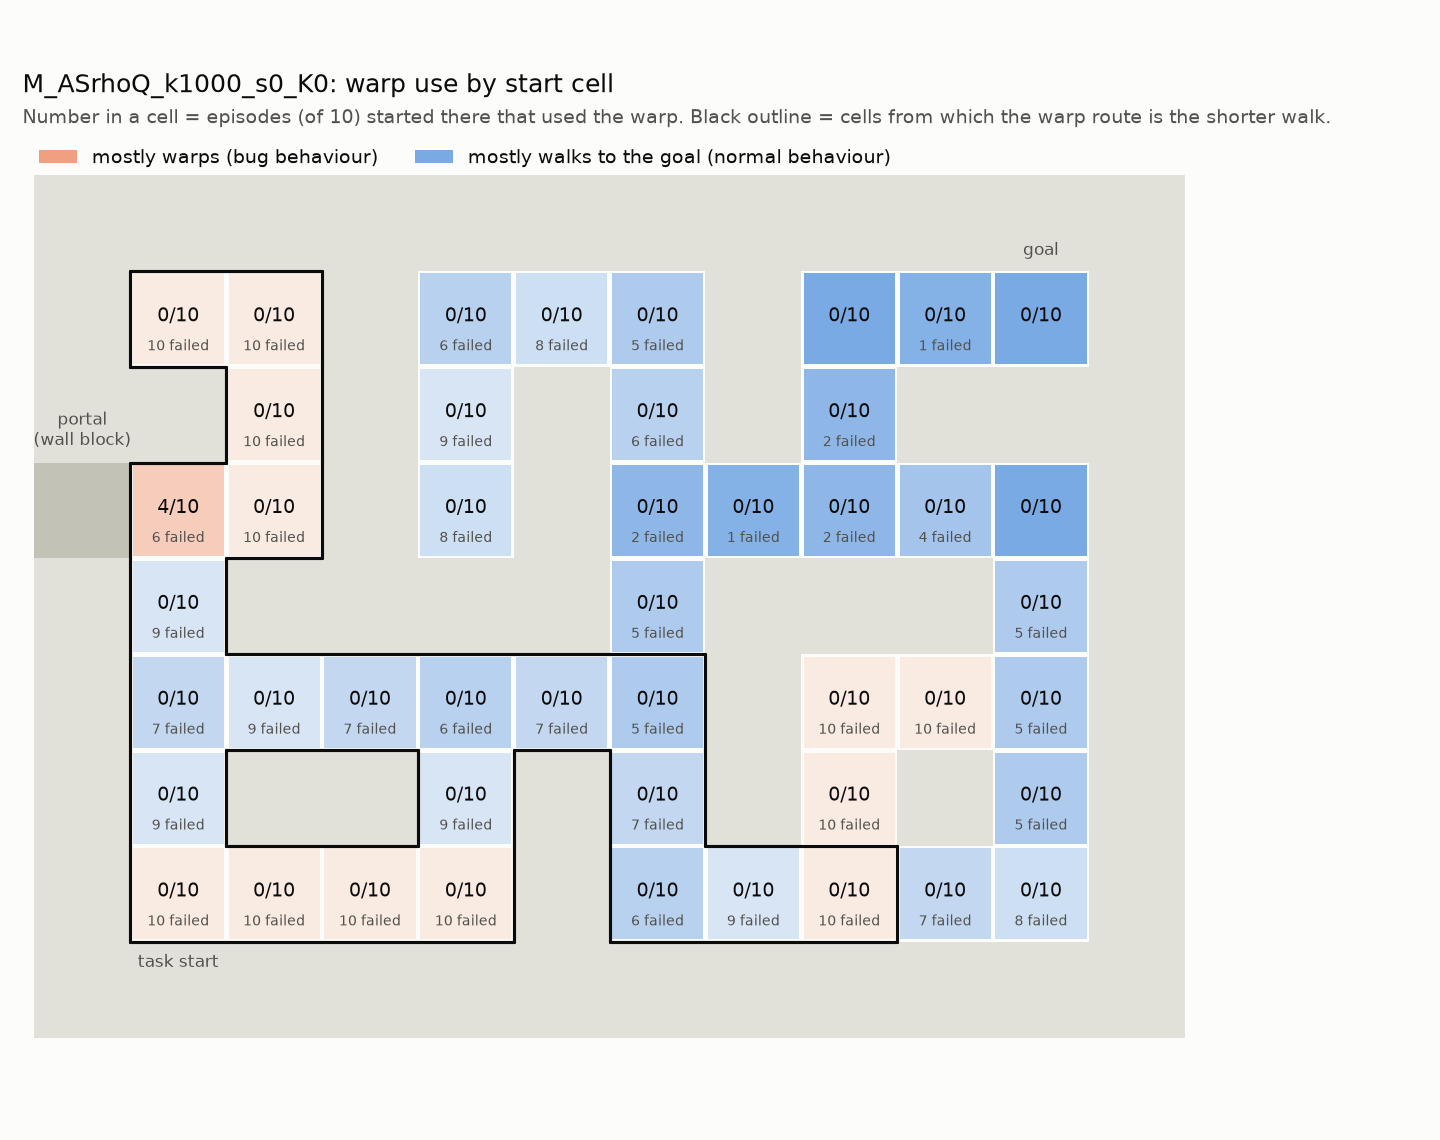 M_ASrhoQ_k1000_s0_K0: warp use by start cell
Number in a cell = episodes (of 10) started there that used the warp. Black outline = cells from which the warp route is the shorter walk.
mostly warps (bug behaviour) mostly walks to the goal (normal behaviour)
goal
0/10 0/10 0/10 0/10 0/10 0/10 0/10 0/10
10 failed 10 failed 6 failed 8 failed 5 failed 1 failed
0/10 0/10 0/10 0/10
portal
(wall block)
10 failed 9 failed 6 failed 2 failed
4/10 0/10 0/10 0/10 0/10 0/10 0/10 0/10
6 failed 10 failed 8 failed 2 failed 1 failed 2 failed 4 failed
0/10 0/10 0/10
9 failed 5 failed 5 failed
0/10 0/10 0/10 0/10 0/10 0/10 0/10 0/10 0/10
7 failed 9 failed 7 failed 6 failed 7 failed 5 failed 10 failed 10 failed 5 failed
0/10 0/10 0/10 0/10 0/10
9 failed 9 failed 7 failed 10 failed 5 failed
0/10 0/10 0/10 0/10 0/10 0/10 0/10 0/10 0/10
10 failed 10 failed 10 failed 10 failed 6 failed 9 failed 10 failed 7 failed 8 failed
task start